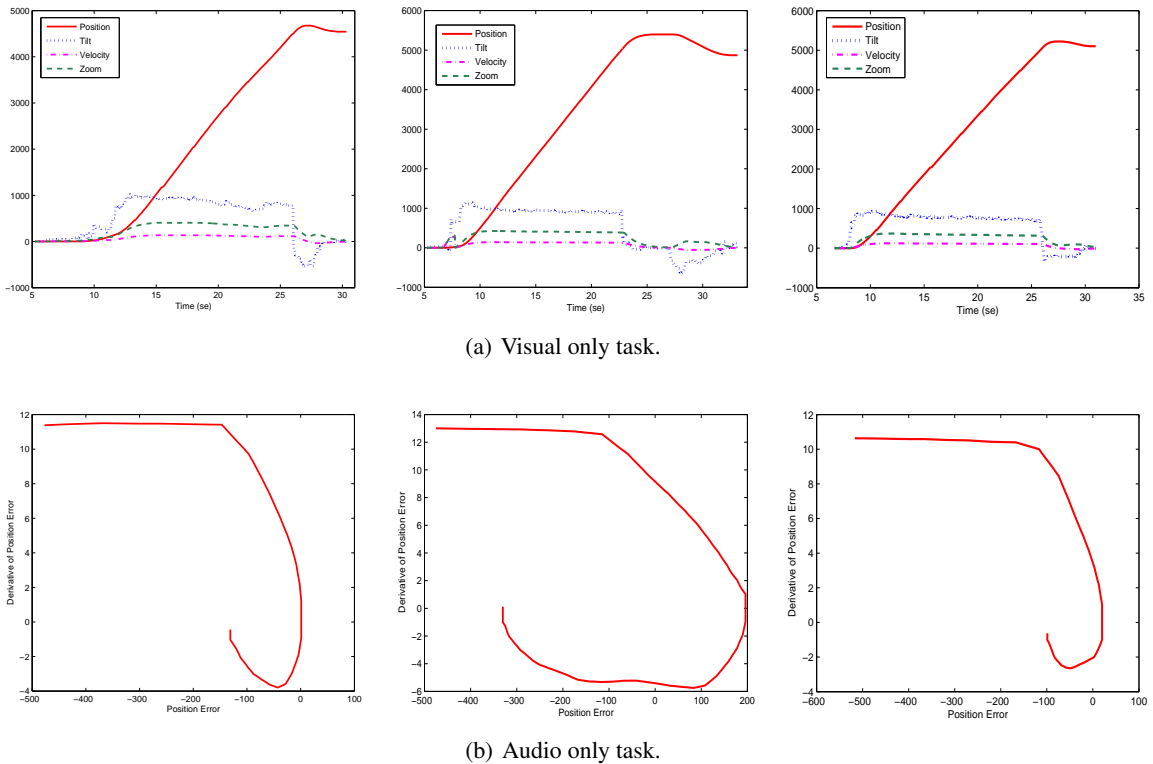 5000
4000
3000
2000
1000
0
−1000
Position
Tilt
Velocity
Zoom
5 10 15 20 25 30
Time (se)
6000
5000
4000
3000
2000
1000
0
−1000
Position
Tilt
Velocity
Zoom
5 10 15 20 25 30
Time (se)
6000
5000
4000
3000
2000
1000
0
−1000
Position
Tilt
Velocity
Zoom
5 10 15 20 25 30 35
Time (se)
(a) Visual only task.
12
10
8
6
4
2
0
−2
−4
Derivative of Position Error
−500 −400 −300 −200 −100 0 100
Position Error
14
12
10
8
6
4
2
0
−2
−4
−6
Derivative of Position Error
−500 −400 −300 −200 −100 0 100 200
Position Error
12
10
8
6
4
2
0
−2
−4
Derivative of Position Error
−600 −500 −400 −300 −200 −100 0 100
Position Error
(b) Audio only task.